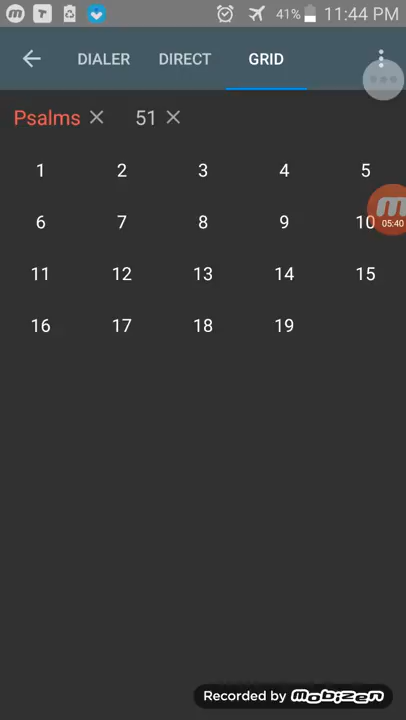 41% 11:44 PM
DIALER DIRECT GRID
Psalms 51
1 2 3 4 5
6 7 8 9 10
05:40
11 12 13 14 15
16 17 18 19
Recorded by mobizen